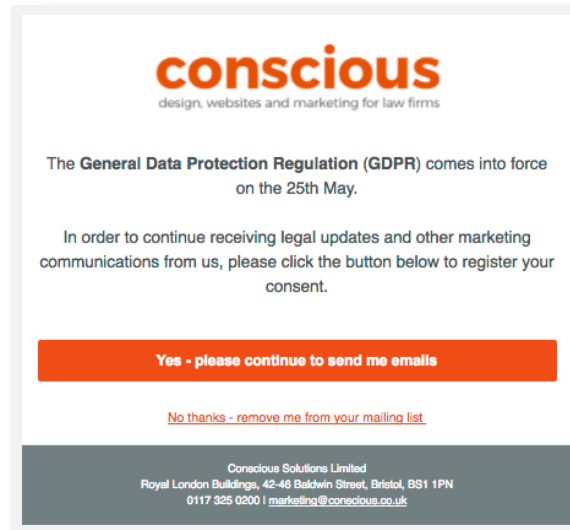 conscious
design, websites and marketing for law firms
The General Data Protection Regulation (GDPR) comes into force
on the 25th May.
In order to continue receiving legal updates and other marketing
communications from us, please click the button below to register your
consent.
Yes - please continue to send me emails
No thanks - remove me from your mailing list
Conscious Solutions Limited
Royal London Buildings, 42-46 Baldwin Street, Bristol, BS1 1PN
0117 325 0200 I marketing@conscious.co.uk